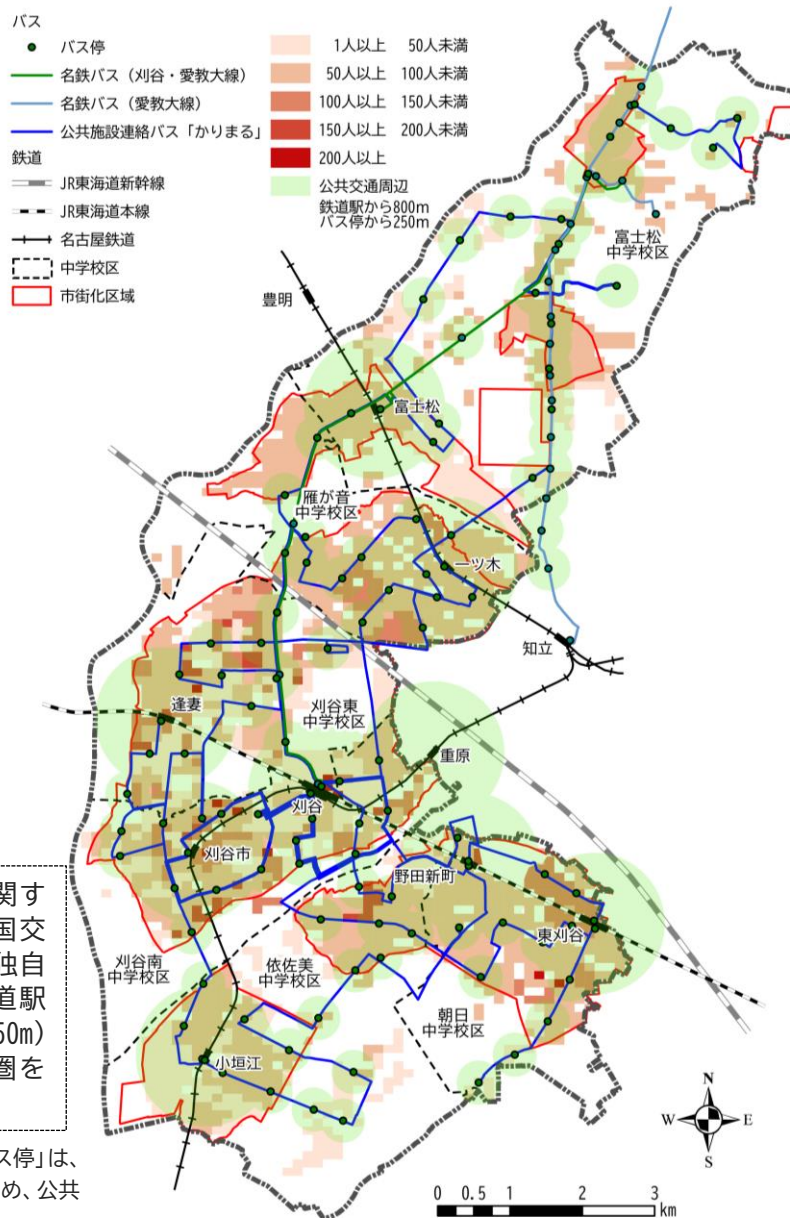 バス
バス停
名鉄バス（刈谷・愛教大線）
名鉄バス（愛教大線）
公共施設連絡バス「かりまる」
鉄道
JR東海道新幹線
JR東海道本線
名古屋鉄道
中学校区
市街化区域
1人以上 50人未満
50人以上 100人未満
100人以上 150人未満
150人以上 200人未満
200人以上
公共交通周辺
鉄道駅から800m
バス停から250m
富士松
中学校区
豊明
富士松
雁が音
中学校区
一ツ木
知立
逢妻
刈谷東
中学校区
重原
刈谷
刈谷市
野田新町
東刈谷
刈谷南
中学校区
依佐美
中学校区
朝日
中学校区
小垣江
関す
国交
独自
道駅
50m)
圏を
ス停」は、
め、公共
N
W
E
S
0 0.5 1 2 3
km